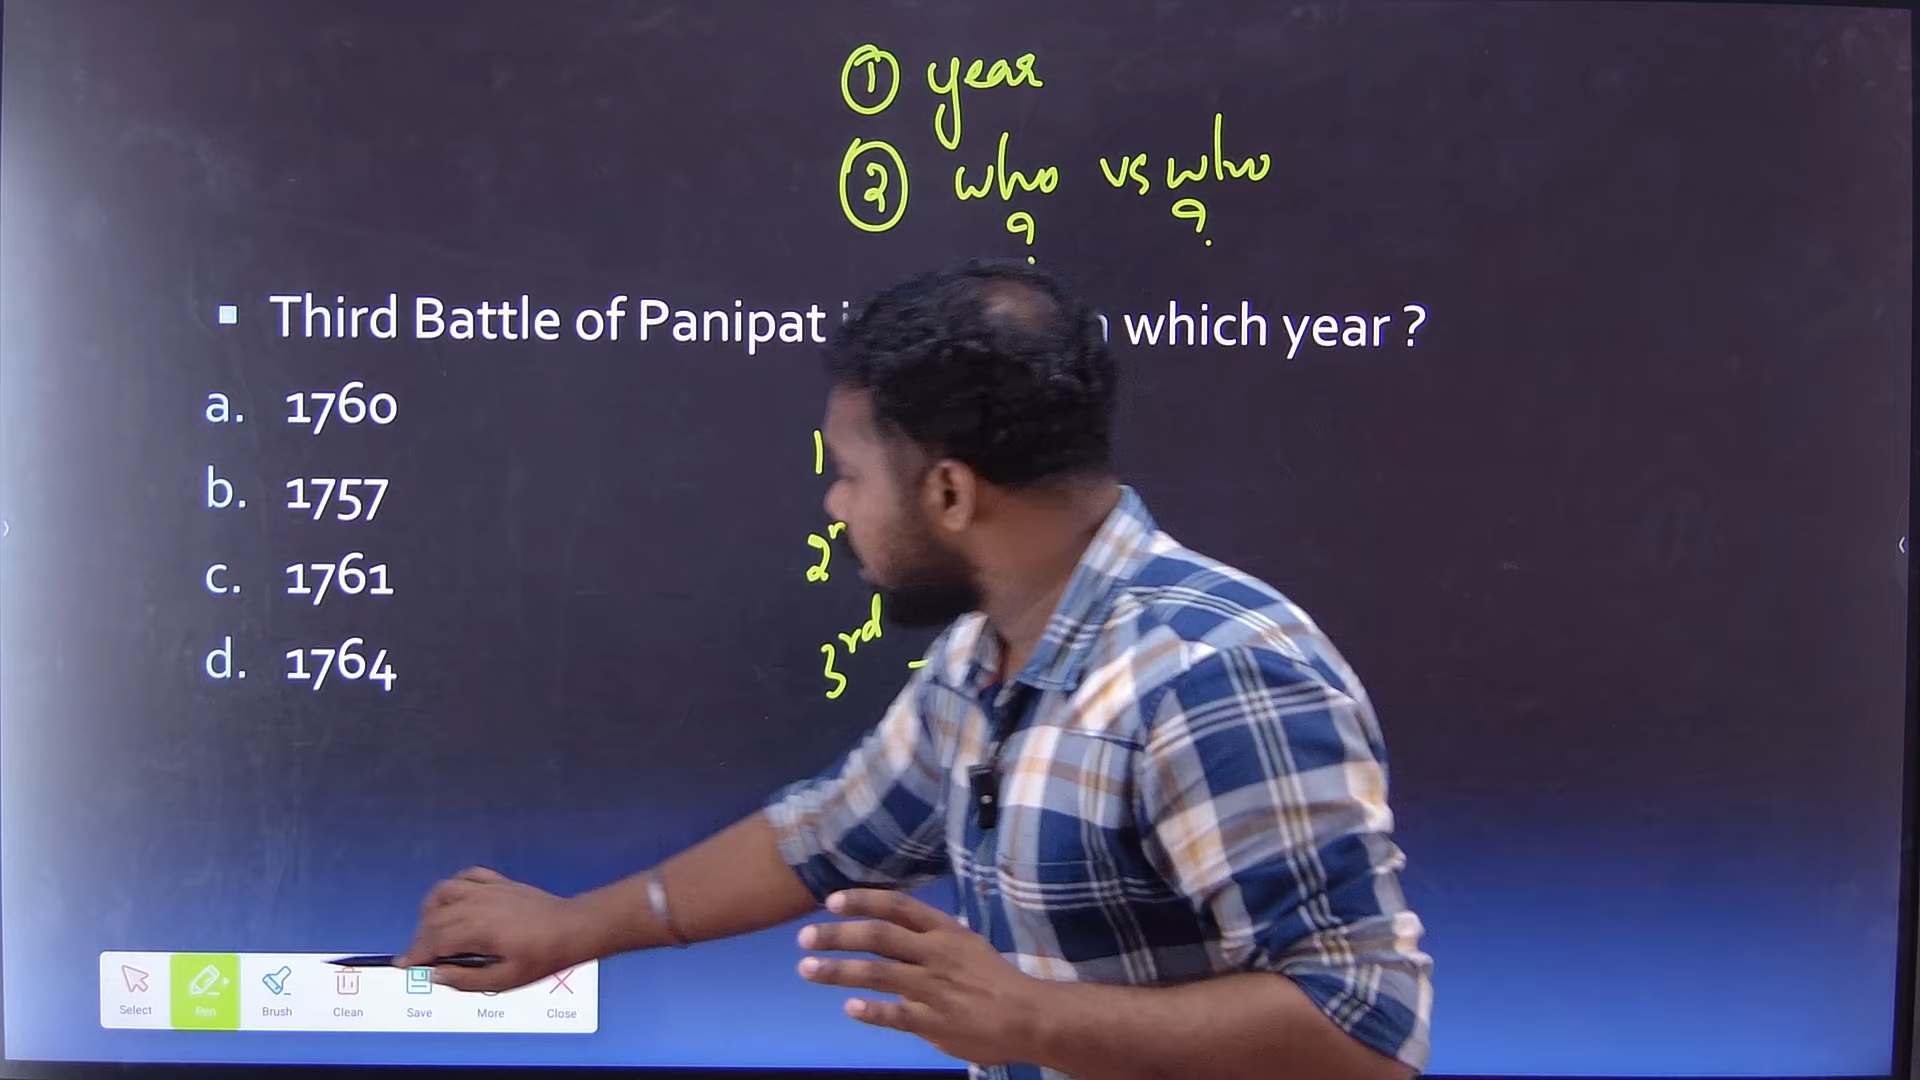 ① year
② who vs who
? ?
Third Battle of Panipat which year ?
a. 1760
b. 1757
c. 1761
d. 1764
1
2n
3rd -
Select Pen Brush Clean Save More Close